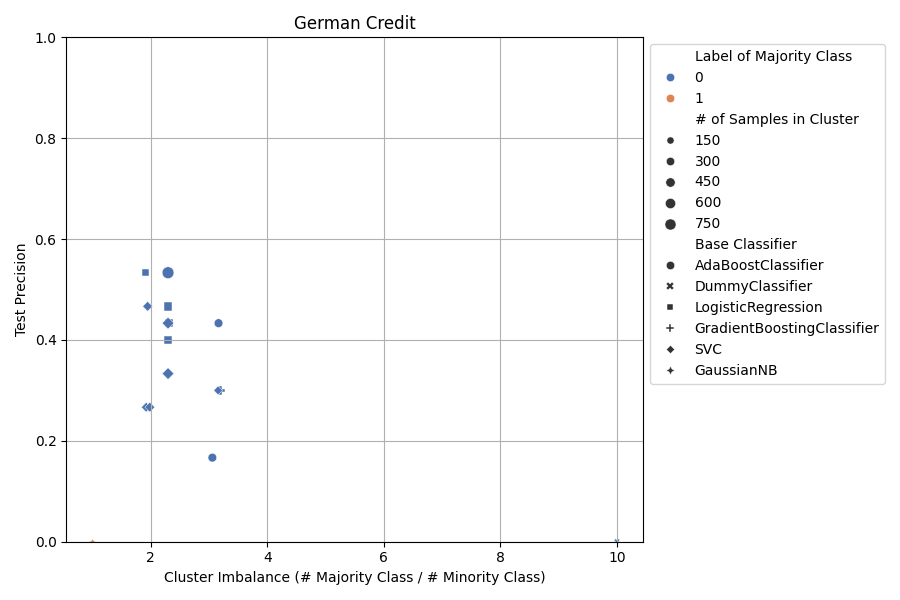 German Credit
1.0
0.8
0.6
0.4
0.2
0.0
Test Precision
2
4
6
8
10
Cluster Imbalance (# Majority Class / # Minority Class)
Label of Majority Class
0
1
# of Samples in Cluster
150
300
450
600
750
Base Classifier
AdaBoostClassifier
DummyClassifier
LogisticRegression
GradientBoostingClassifier
SVC
GaussianNB